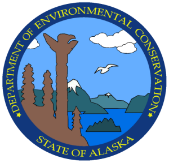 DEPARTMENT OF ENVIRONMENTAL CONSERVATION
STATE OF ALASKA